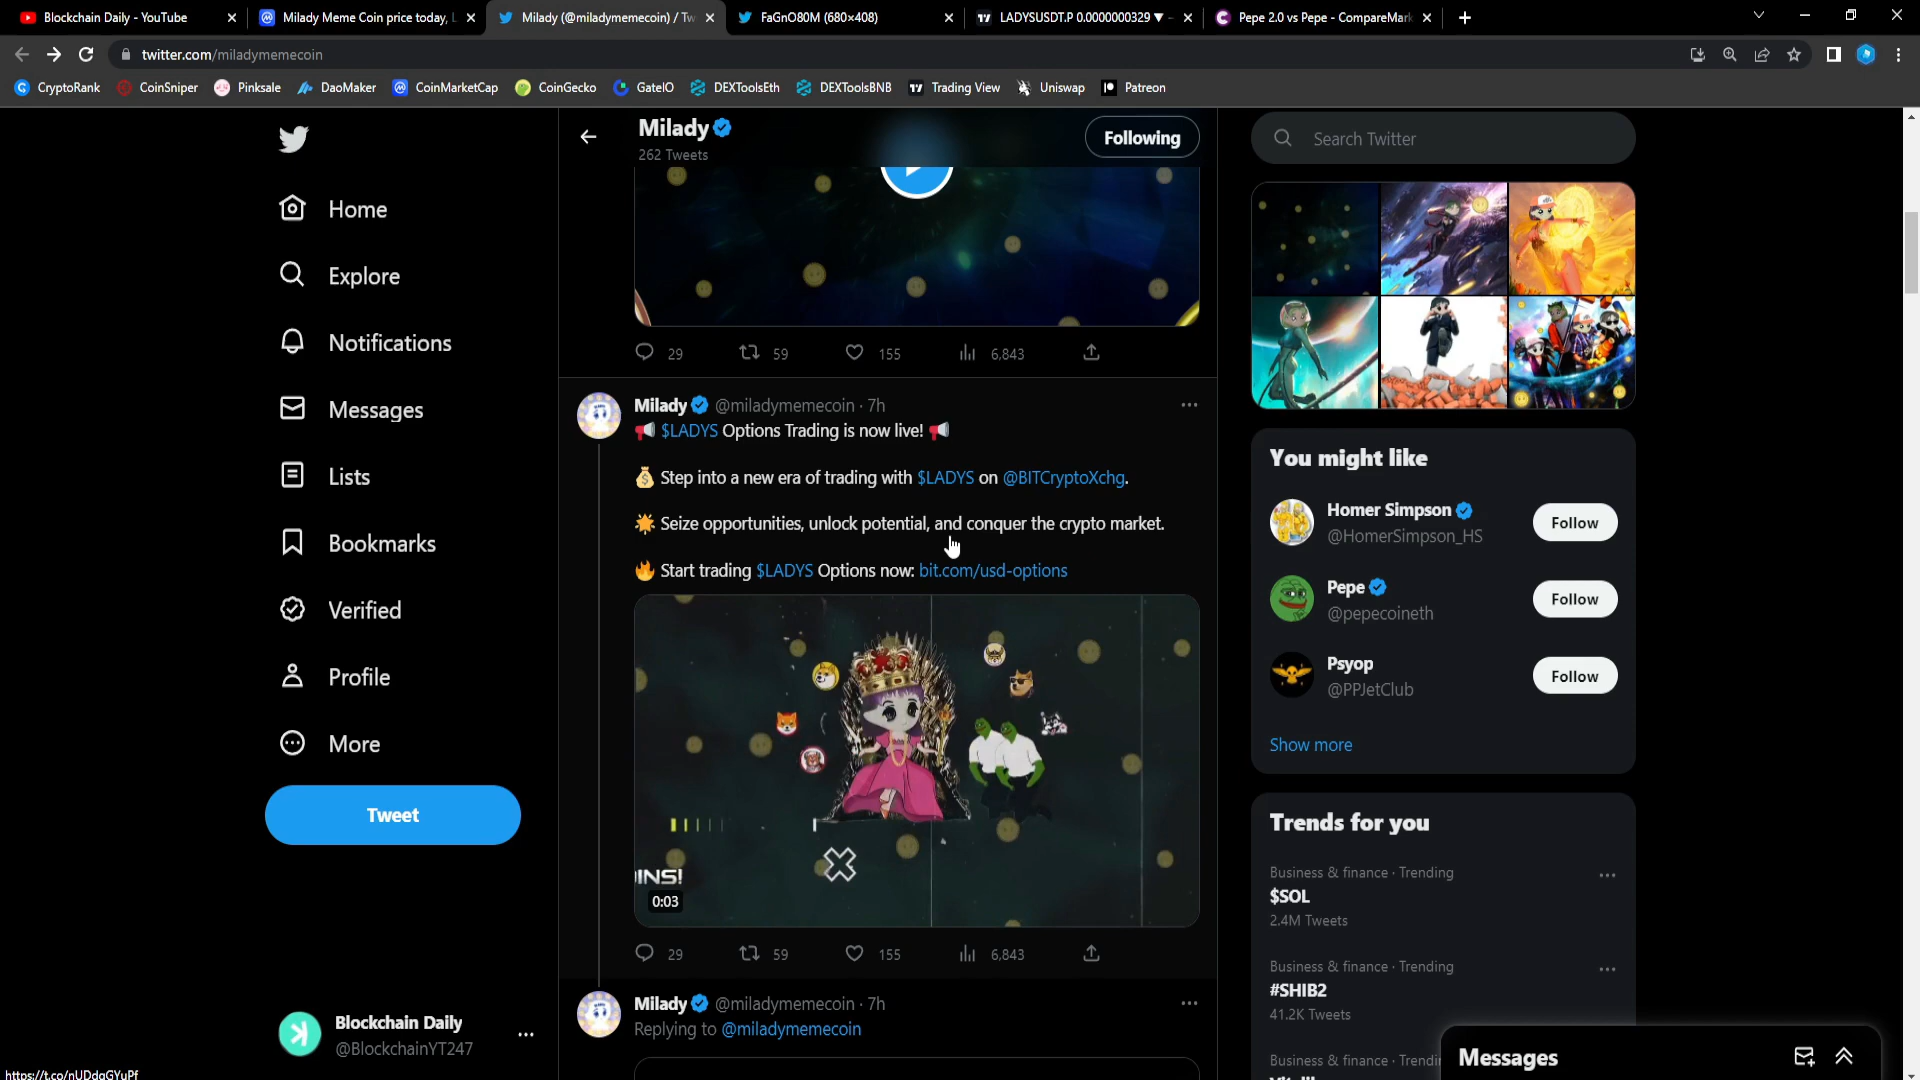 Blockchain Daily - YouTube
Milady Meme Coin price today, L
Milady (@miladymemecoin) / Tw
FaGnO80M (680×408)
LADYSUSDT.P 0.0000000329 ▼ -
Pepe 2.0 vs Pepe - CompareMar
twitter.com/miladymemecoin
CryptoRank
CoinSniper
Pinksale
DaoMaker
CoinMarketCap
CoinGecko
GateIO
DEXToolsEth
DEXToolsBNB
Trading View
Uniswap
Patreon
Home
Explore
Notifications
Messages
Lists
Bookmarks
Verified
Profile
More
Tweet
Blockchain Daily
@BlockchainYT247
https://t.co/nUDdqGYuPf
Milady
262 Tweets
Following
29 59 155 6,843
Milady @miladymemecoin · 7h
$LADYS Options Trading is now live!
Step into a new era of trading with $LADYS on @BITCryptoXchg.
Seize opportunities, unlock potential, and conquer the crypto market.
Start trading $LADYS Options now: bit.com/usd-options
INS!
0:03
29 59 155 6,843
Milady @miladymemecoin · 7h
Replying to @miladymemecoin
Search Twitter
You might like
Homer Simpson
@HomerSimpson_HS
Follow
Pepe
@pepecoineth
Follow
Psyop
@PPJetClub
Follow
Show more
Trends for you
Business & finance · Trending
$SOL
2.4M Tweets
Business & finance · Trending
#SHIB2
41.2K Tweets
Business & finance · Trendi
Messages